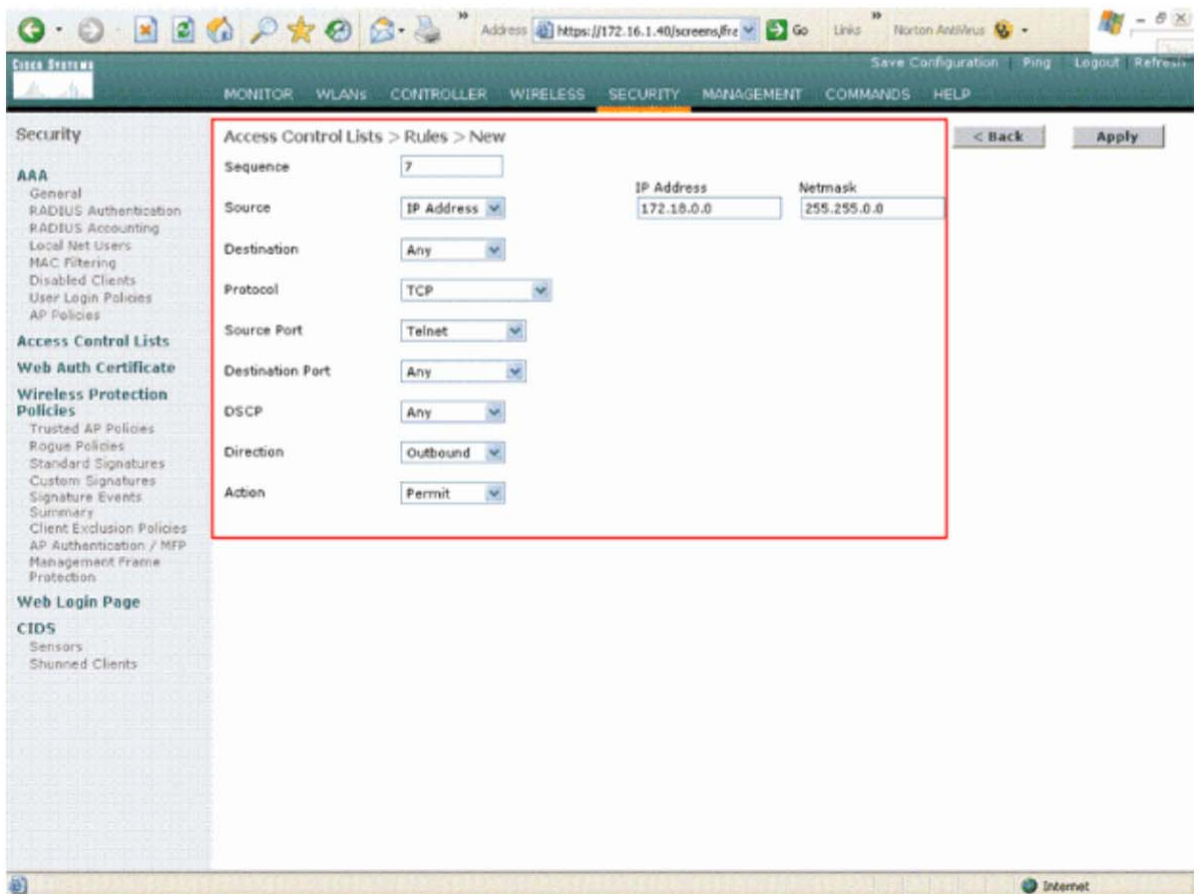 Address https://172.16.1.40/screens/fra Go Links Norton AntiVirus
Save Configuration Ping Logout Refresh
CISCO SYSTEMS
MONITOR WLANs CONTROLLER WIRELESS SECURITY MANAGEMENT COMMANDS HELP
Security
AAA
General
RADIUS Authentication
RADIUS Accounting
Local Net Users
MAC Filtering
Disabled Clients
User Login Policies
AP Policies
Access Control Lists
Web Auth Certificate
Wireless Protection
Policies
Trusted AP Policies
Rogue Policies
Standard Signatures
Custom Signatures
Signature Events
Summary
Client Exclusion Policies
AP Authentication / MFP
Management Frame
Protection
Web Login Page
CIDS
Sensors
Shunned Clients
Access Control Lists > Rules > New
< Back Apply
Sequence 7
IP Address Netmask
Source IP Address 172.18.0.0 255.255.0.0
Destination Any
Protocol TCP
Source Port Telnet
Destination Port Any
DSCP Any
Direction Outbound
Action Permit
Internet